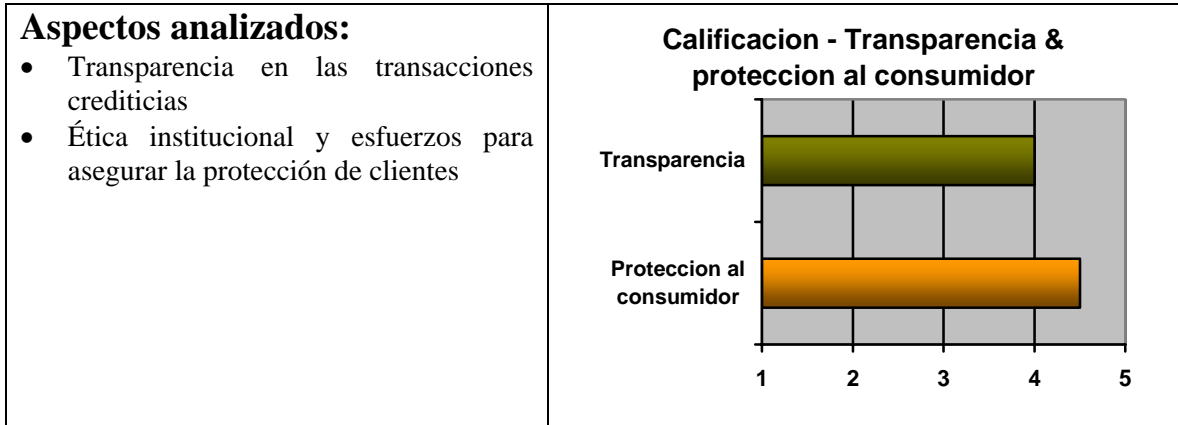 Aspectos analizados:
• Transparencia en las transacciones
crediticias
• Ética institucional y esfuerzos para
asegurar la protección de clientes
Calificacion - Transparencia &
proteccion al consumidor
Transparencia
Proteccion al
consumidor
1 2 3 4 5